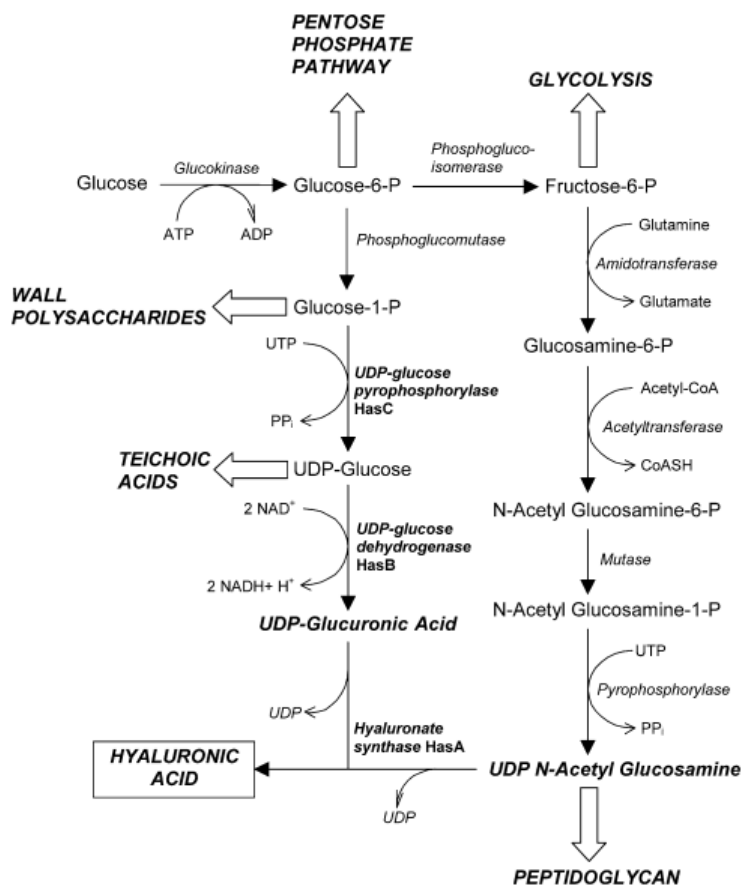 PENTOSE
PHOSPHATE
PATHWAY
GLYCOLYSIS
Glucose
Glucokinase
ATP
ADP
Glucose-6-P
Phosphogluco-
isomerase
Fructose-6-P
Phosphoglucomutase
Glutamine
Amidotransferase
Glutamate
WALL
POLYSACCHARIDES
Glucose-1-P
Glucosamine-6-P
UTP
UDP-glucose
pyrophosphorylase
HasC
PPi
Acetyl-CoA
Acetyltransferase
CoASH
TEICHOIC
ACIDS
UDP-Glucose
N-Acetyl Glucosamine-6-P
2 NAD+
UDP-glucose
dehydrogenase
HasB
2 NADH+ H+
Mutase
UDP-Glucuronic Acid
N-Acetyl Glucosamine-1-P
UTP
Pyrophosphorylase
PPi
UDP
Hyaluronate
synthase HasA
HYALURONIC
ACID
UDP
UDP N-Acetyl Glucosamine
PEPTIDOGLYCAN